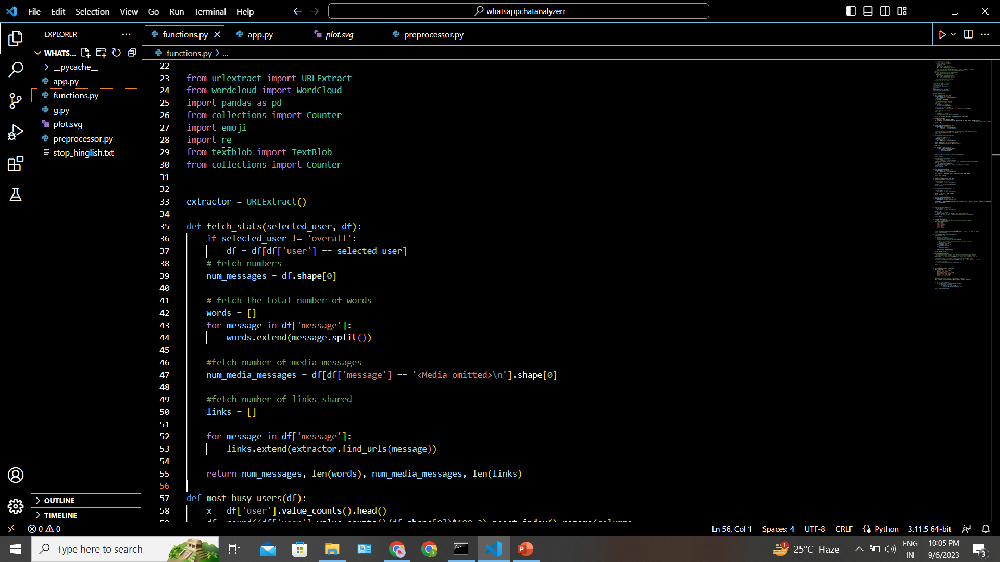 File Edit Selection View Go Run Terminal Help
whatsappchatanalyzerr
EXPLORER
WHATS...
__pycache__
app.py
functions.py
g.py
plot.svg
preprocessor.py
stop_hinglish.txt
OUTLINE
TIMELINE
functions.py app.py plot.svg preprocessor.py
functions.py > ...
22
23 from urlextract import URLExtract
24 from wordcloud import WordCloud
25 import pandas as pd
26 from collections import Counter
27 import emoji
28 import re
29 from textblob import TextBlob
30 from collections import Counter
31
32
33 extractor = URLExtract()
34
35 def fetch_stats(selected_user, df):
36 if selected_user != 'overall':
37 df = df[df['user'] == selected_user]
38 # fetch numbers
39 num_messages = df.shape[0]
40
41 # fetch the total number of words
42 words = []
43 for message in df['message']:
44 words.extend(message.split())
45
46 #fetch number of media messages
47 num_media_messages = df[df['message'] == '<Media omitted>\n'].shape[0]
48
49 #fetch number of links shared
50 links = []
51
52 for message in df['message']:
53 links.extend(extractor.find_urls(message))
54
55 return num_messages, len(words), num_media_messages, len(links)
56
57 def most_busy_users(df):
58 x = df['user'].value_counts().head()
0 0
Ln 56, Col 1 Spaces: 4 UTF-8 CRLF Python 3.11.5 64-bit
Type here to search
1
25°C Haze
ENG
IN
10:05 PM
9/6/2023
3